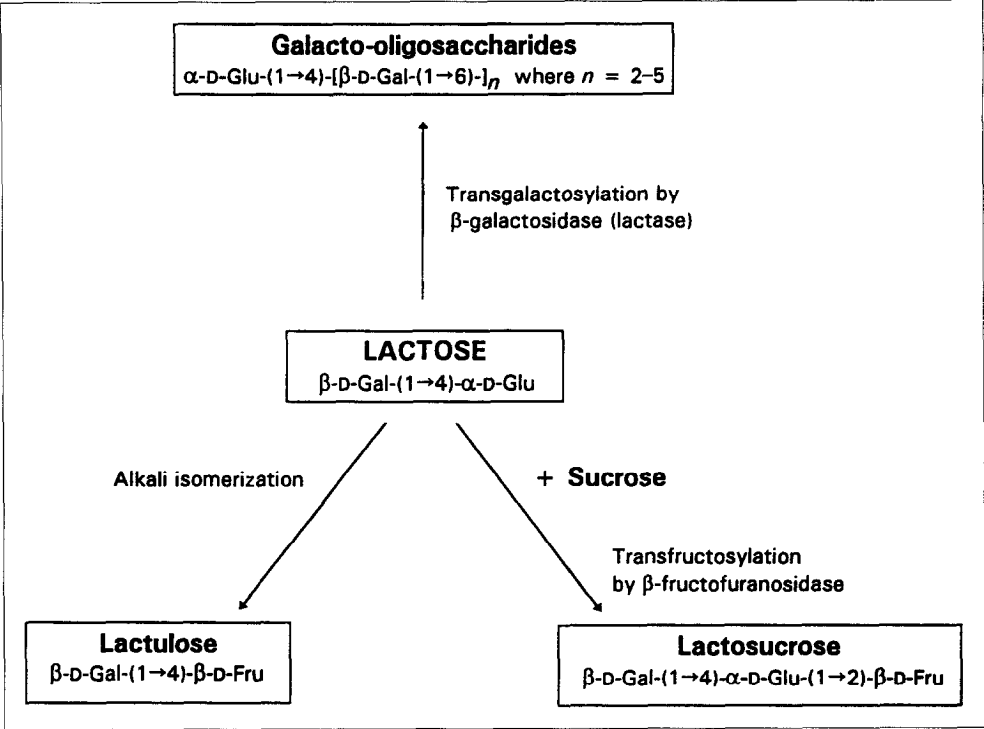 Galacto-oligosaccharides
α-D-Glu-(1→4)-[β-D-Gal-(1→6)-]n where n = 2–5
Transgalactosylation by
β-galactosidase (lactase)
LACTOSE
β-D-Gal-(1→4)-α-D-Glu
Alkali isomerization
+ Sucrose
Transfructosylation
by β-fructofuranosidase
Lactulose
β-D-Gal-(1→4)-β-D-Fru
Lactosucrose
β-D-Gal-(1→4)-α-D-Glu-(1→2)-β-D-Fru